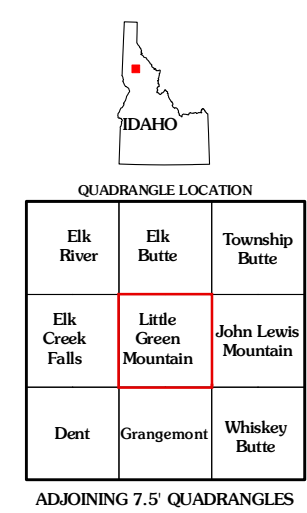 IDAHO
QUADRANGLE LOCATION
Elk
River
Elk
Butte
Township
Butte
Elk
Creek
Falls
Little
Green
Mountain
John Lewis
Mountain
Dent
Grangemont
Whiskey
Butte
ADJOINING 7.5' QUADRANGLES